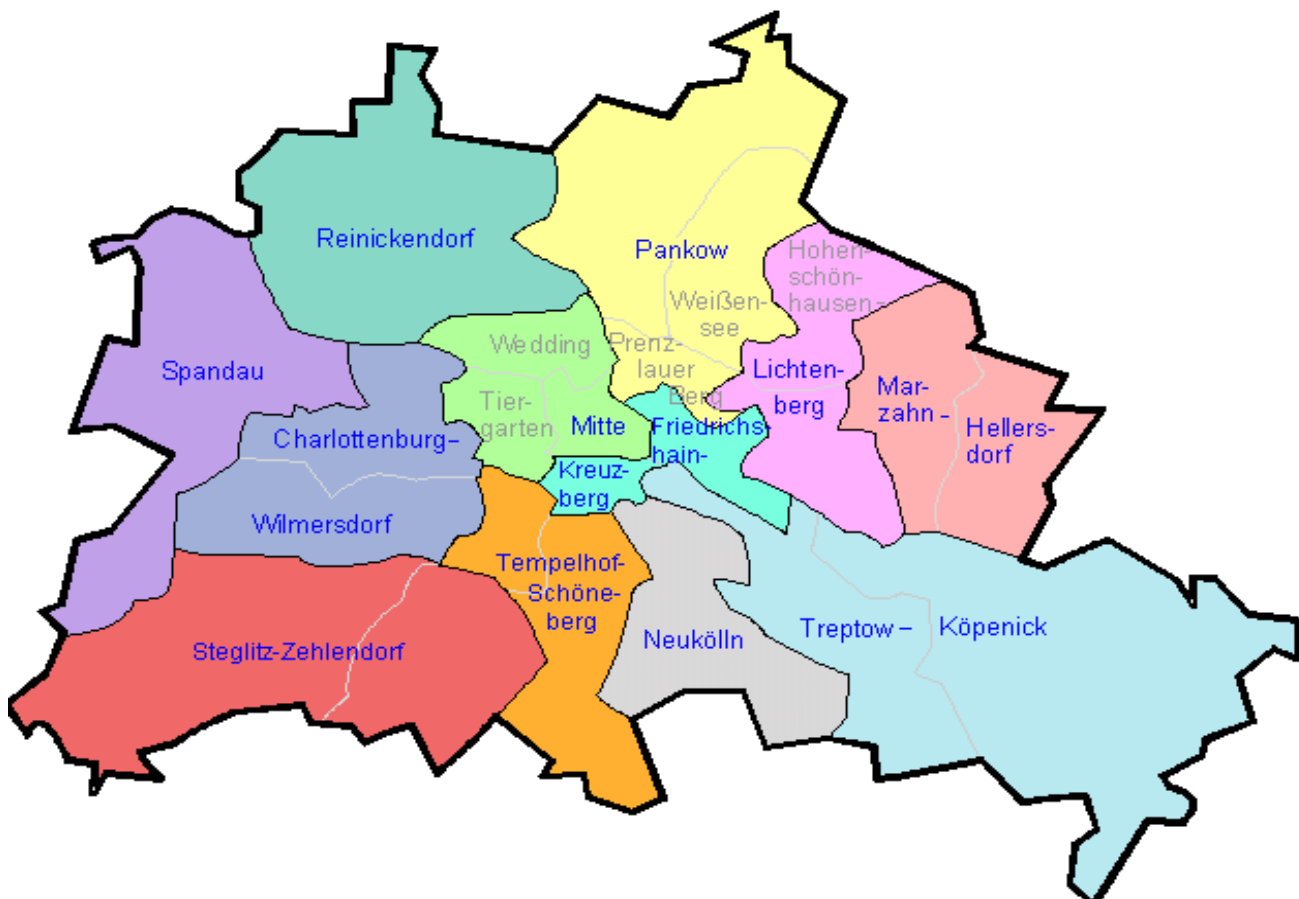 Reinickendorf
Pankow
Hohen-
schön-
hausen-
Weißen-
see
Spandau
Wedding
Prenz-
lauer
Berg
Lichten-
berg
Mar-
zahn-
Hellers-
dorf
Tier-
garten
Mitte
Friedrichs-
hain-
Charlottenburg-
Kreuz-
berg
Wilmersdorf
Tempelhof-
Schöne-
berg
Steglitz-Zehlendorf
Neukölln
Treptow-
Köpenick